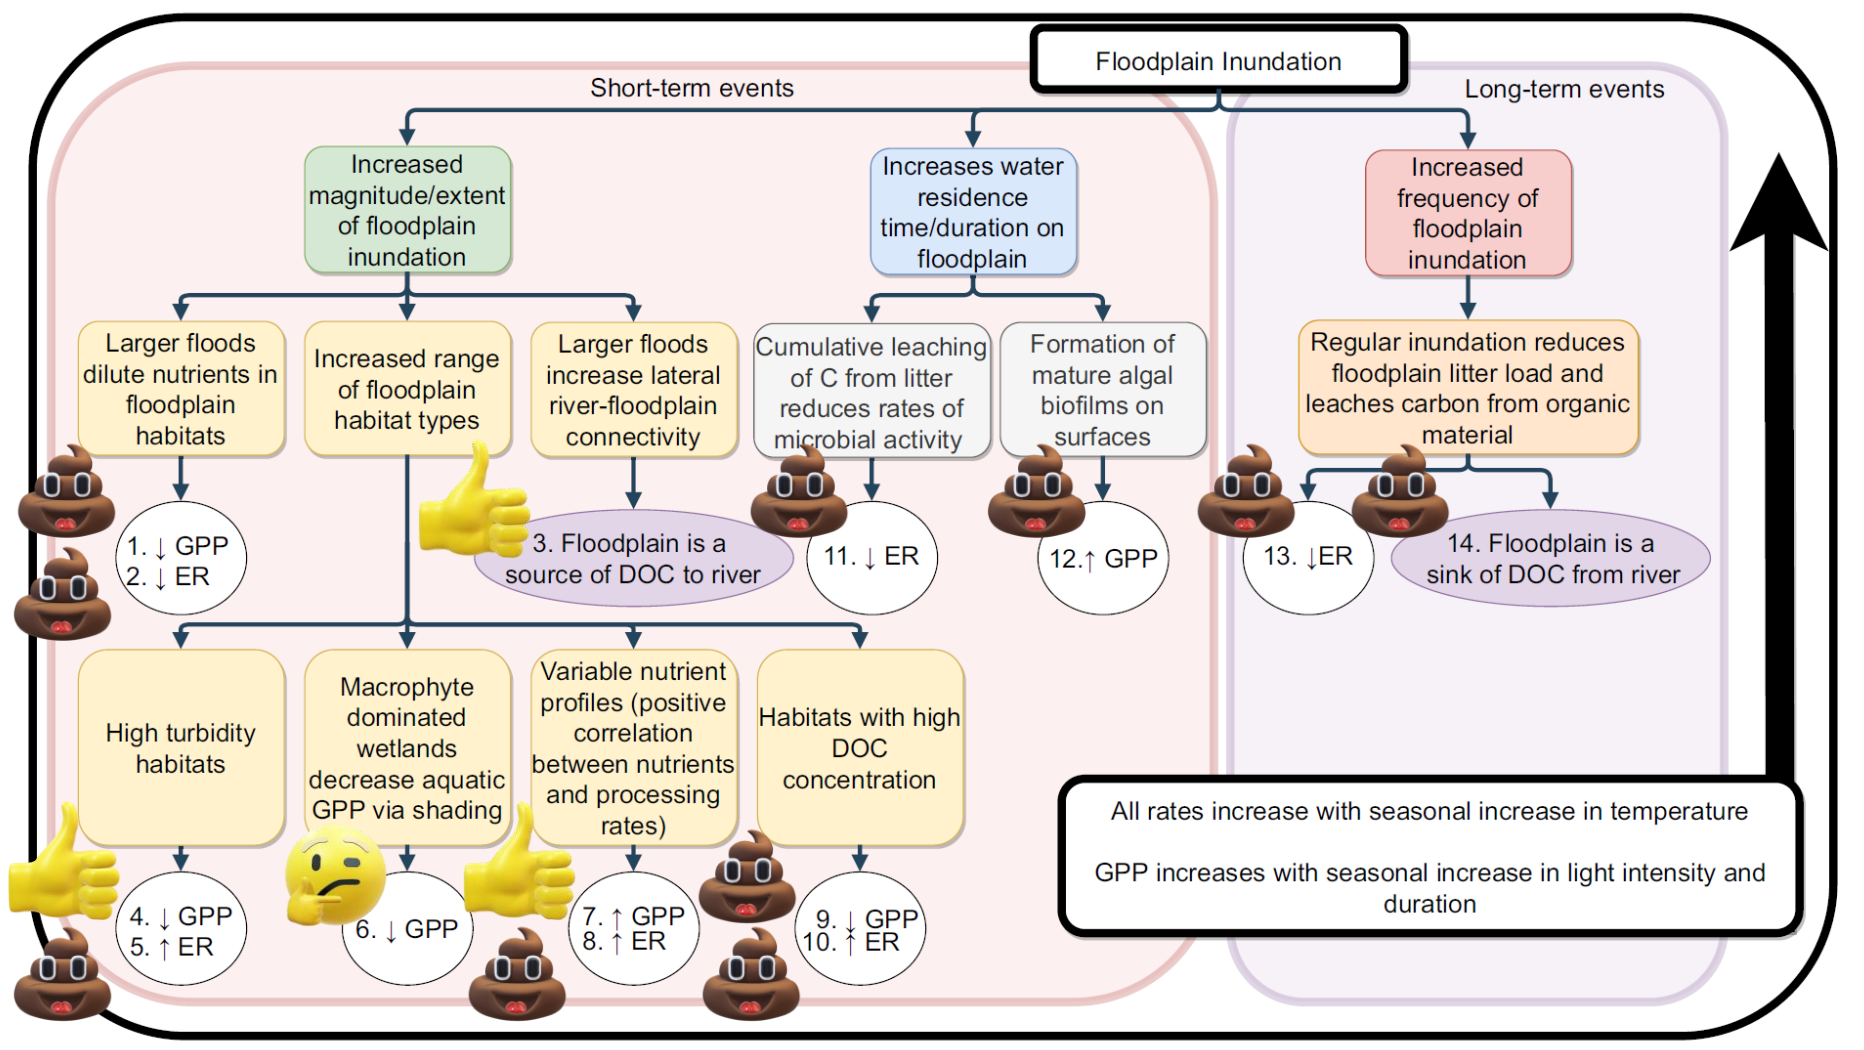 Floodplain Inundation
Short-term events
Long-term events
Increased
magnitude/extent
of floodplain
inundation
Increases water
residence
time/duration on
floodplain
Increased
frequency of
floodplain
inundation
Larger floods
dilute nutrients in
floodplain
habitats
Increased range
of floodplain
habitat types
Larger floods
increase lateral
river-floodplain
connectivity
Cumulative leaching
of C from litter
reduces rates of
microbial activity
Formation of
mature algal
biofilms on
surfaces
Regular inundation reduces
floodplain litter load and
leaches carbon from organic
material
1. ↓ GPP
2. ↓ ER
3. Floodplain is a
source of DOC to river
11. ↓ ER
12.↑ GPP
13. ↓ER
14. Floodplain is a
sink of DOC from river
High turbidity
habitats
Macrophyte
dominated
wetlands
decrease aquatic
GPP via shading
Variable nutrient
profiles (positive
correlation
between nutrients
and processing
rates)
Habitats with high
DOC
concentration
4. ↓ GPP
5. ↑ ER
6. ↓ GPP
7. ↑ GPP
8. ↑ ER
9. ↓ GPP
10. ↑ ER
All rates increase with seasonal increase in temperature
GPP increases with seasonal increase in light intensity and
duration